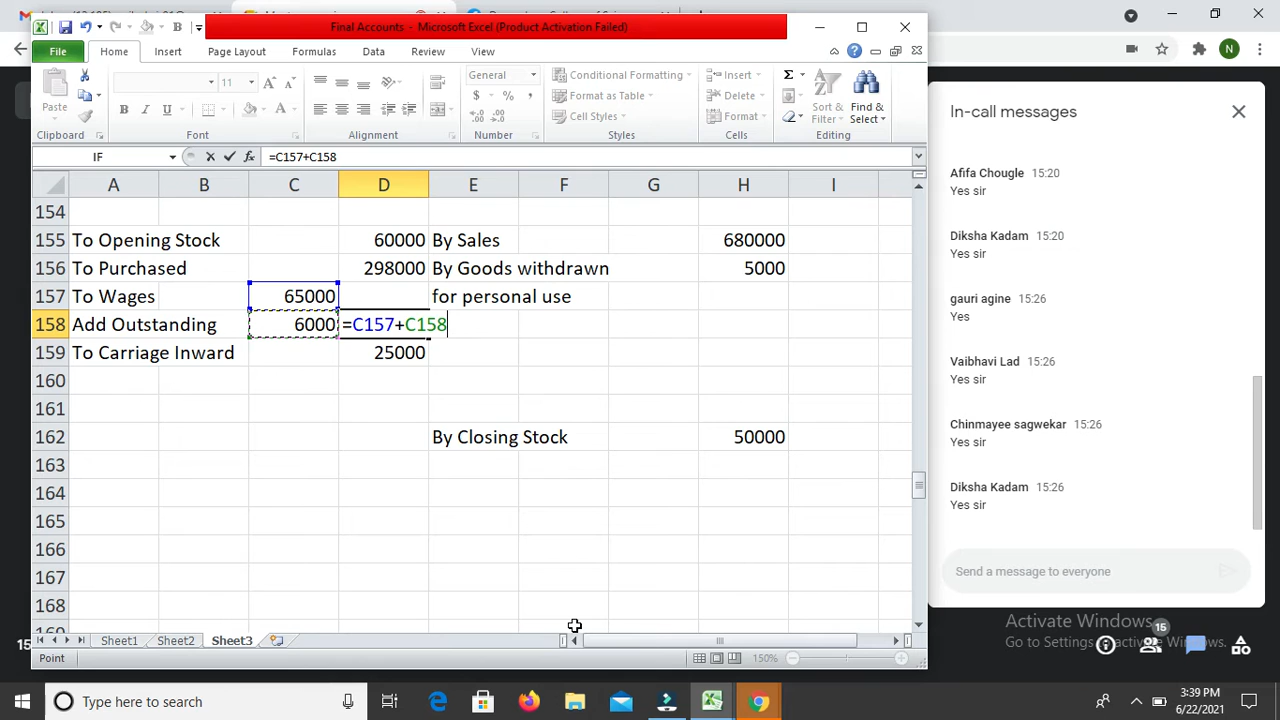 Final Accounts - Microsoft Excel (Product Activation Failed)
File Home Insert Page Layout Formulas Data Review View
Paste
11
General
Conditional Formatting
Format as Table
Cell Styles
Insert
Delete
Format
Sort & Filter
Find & Select
Clipboard Font Alignment Number Styles Cells Editing
IF =C157+C158
A B C D E F G H I
154
155 To Opening Stock 60000 By Sales 680000
156 To Purchased 298000 By Goods withdrawn 5000
157 To Wages 65000 for personal use
158 Add Outstanding 6000 =C157+C158
159 To Carriage Inward 25000
160
161
162 By Closing Stock 50000
163
164
165
166
167
168
Sheet1 Sheet2 Sheet3
Point 150%
In-call messages
Afifa Chougle 15:20
Yes sir
Diksha Kadam 15:20
Yes sir
gauri agine 15:26
Yes
Vaibhavi Lad 15:26
Yes sir
Chinmayee sagwekar 15:26
Yes sir
Diksha Kadam 15:26
Yes sir
Send a message to everyone
Activate Windows
Go to Settings to activate Windows.
15
N
Type here to search
3:39 PM
6/22/2021